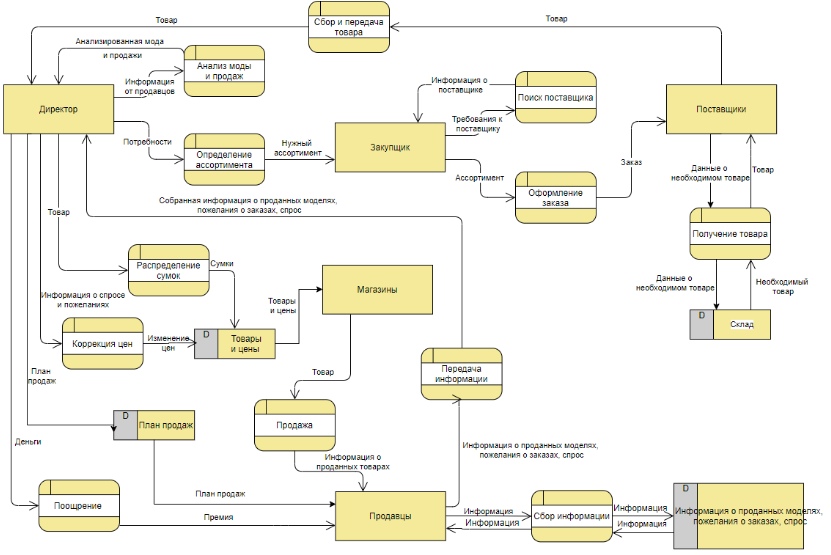 Товар
Сбор и передача
товара
Товар
Анализированная мода
и продажи
Анализ моды
и продаж
Информация
от продавцов
Информация о
поставщике
Поиск поставщика
Требования к
поставщику
Директор
Поставщики
Потребности
Определение
ассортимента
Нужный
ассортимент
Закупщик
Ассортимент
Оформление
заказа
Заказ
Данные о
необходимом товаре
Товар
Собранная информация о проданных моделях,
пожелания о заказах, спрос
Получение товара
Товар
Распределение
сумок
Сумки
Магазины
Данные о
необходимом товаре
Необходимый
товар
Информация о спросе
и пожеланиях
Товары
и цены
D
Склад
Коррекция цен
Изменение
цен
D
Товары
и цены
План
продаж
Товар
Передача
информации
D
План продаж
Продажа
Деньги
Информация о
проданных товарах
Информация о проданных моделях,
пожелания о заказах, спрос
План продаж
Поощрение
Премия
Продавцы
Информация
Информация
Сбор информации
Информация
Информация
D
Информация о проданных моделях,
пожелания о заказах, спрос